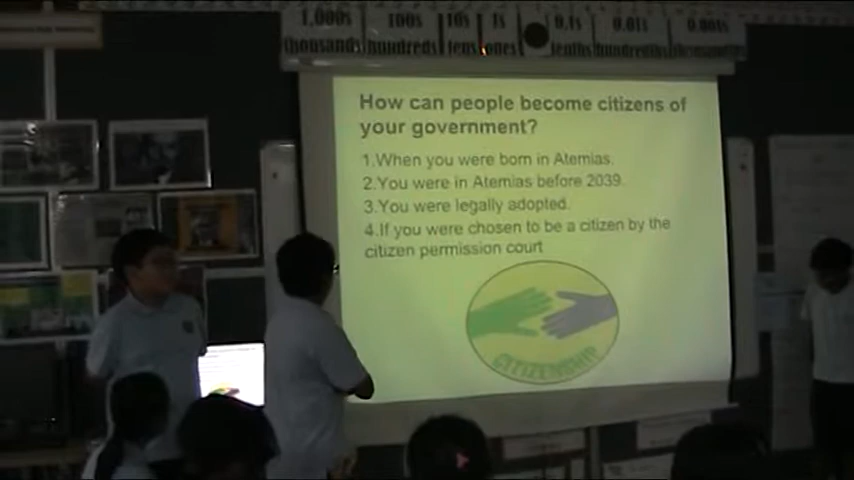 1,000s 100s 10s 1s 0.1s 0.01s 0.001s
thousands hundreds tens ones tenths hundredths thousandths
How can people become citizens of
your government?
1.When you were born in Atemias.
2.You were in Atemias before 2039.
3.You were legally adopted.
4.If you were chosen to be a citizen by the
citizen permission court
CITIZENSHIP